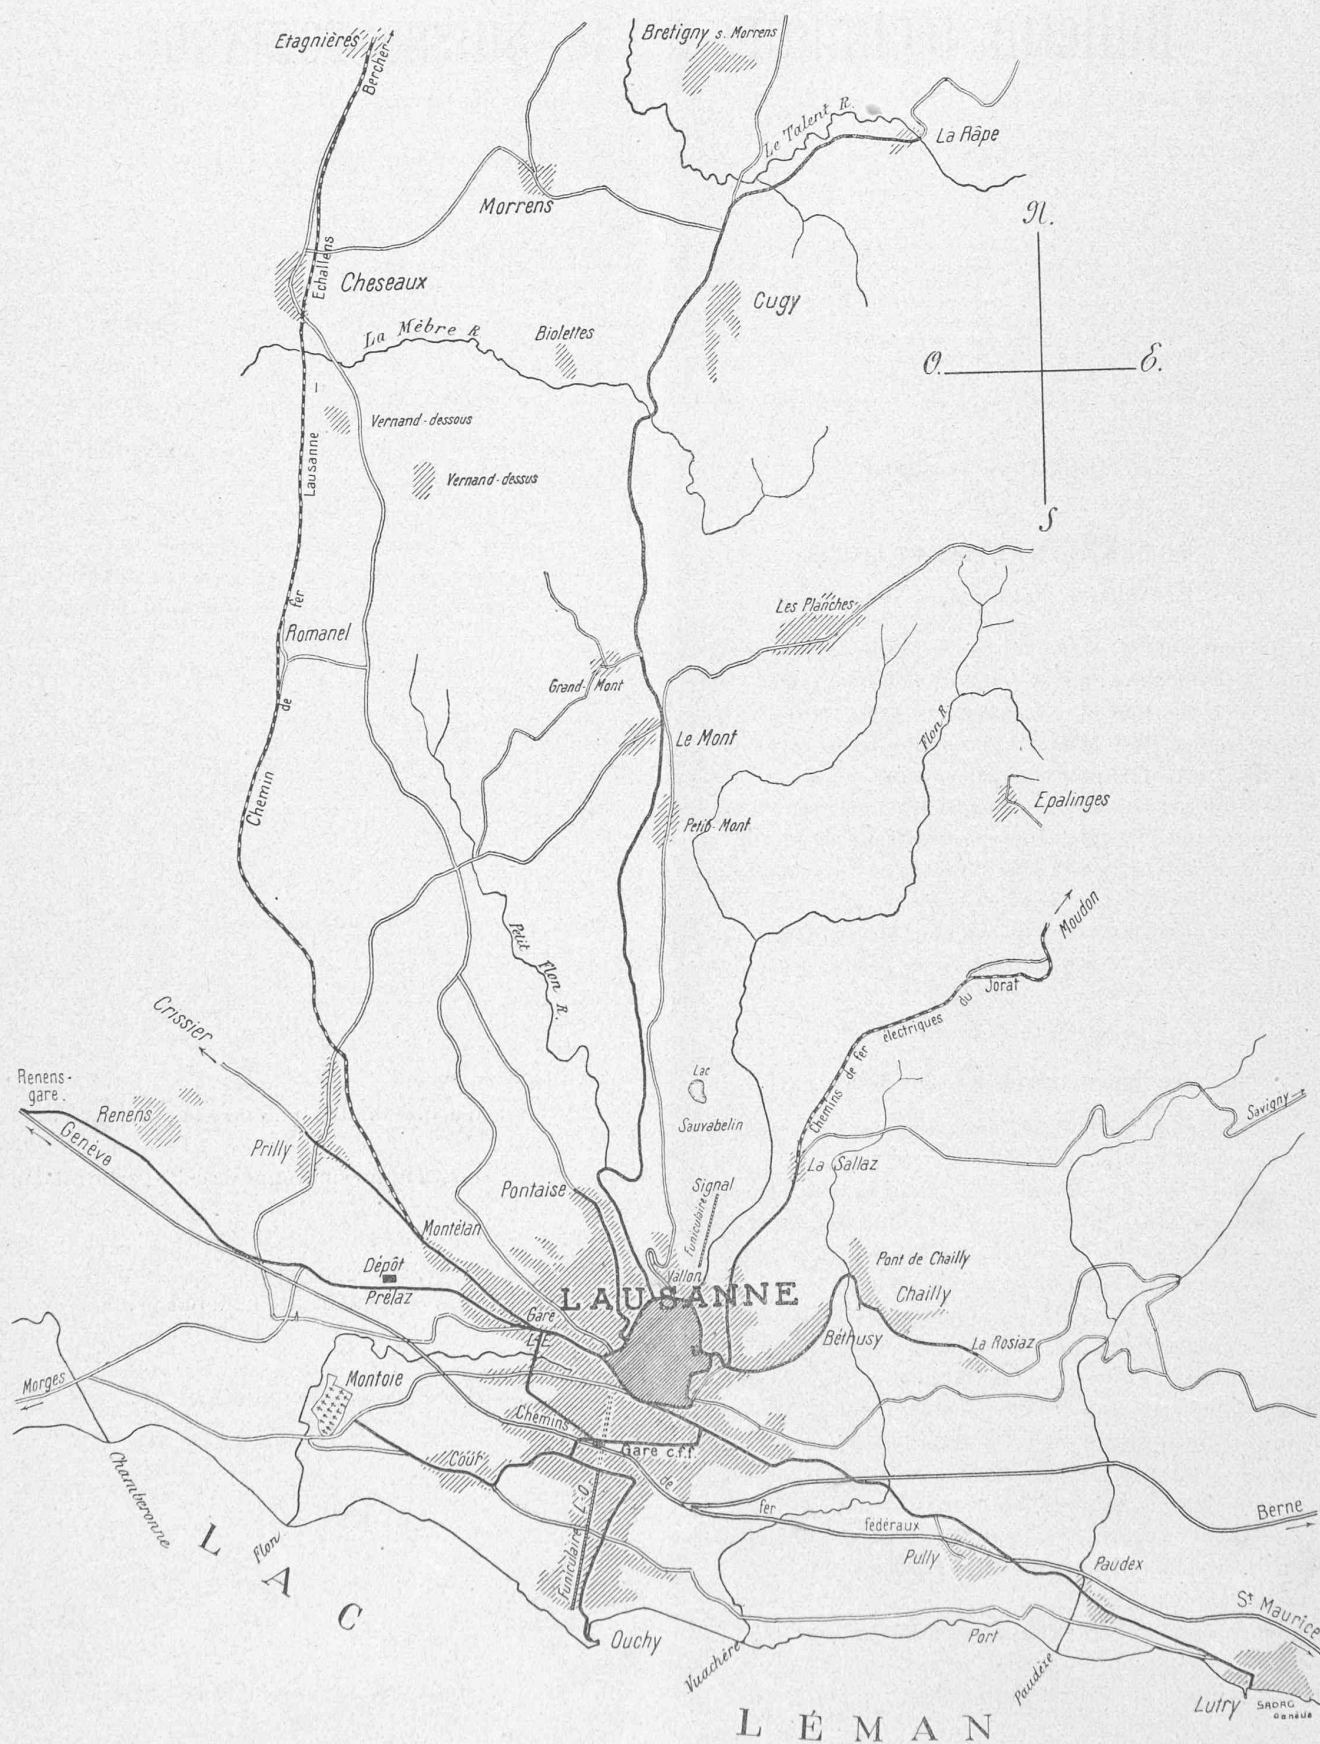 Etagnières
Bercher
Bretigny s. Morrens
Le Talent R.
La Râpe
Morrens
N.
Echallens
Cheseaux
Cugy
La Mèbre R
Biolettes
O.
E.
Vernand-dessous
Lausanne
Vernand-dessus
S
Les Planches
fer
Romanel
Grand-Mont
de
Flon R.
Le Mont
Chemin
Epalinges
Petit-Mont
Moudon
Petit Flon R.
Jorat
du
Crissier
électriques
de fer
Chemins
Renens-
gare.
Lac
Renens
Savigny
Genève
Sauvabelin
Prilly
La Sallaz
Pontaise
Signal
Funiculaire
Montétan
Pont de Chailly
Dépôt
Vallon
Prélaz
LAUSANNE
Chailly
Gare
L-E
Béthusy
La Rosiaz
Morges
Montoie
Chemins
Gare c.f.f.
Cour
de
fer
Berne
Funiculaire L.-O.
fédéraux
Chamberonne
Flon
Pully
Paudex
St. Maurice
LAC
Ouchy
Port
Vuachère
Paudèze
Lutry
SADAG
Genève
LÉMAN